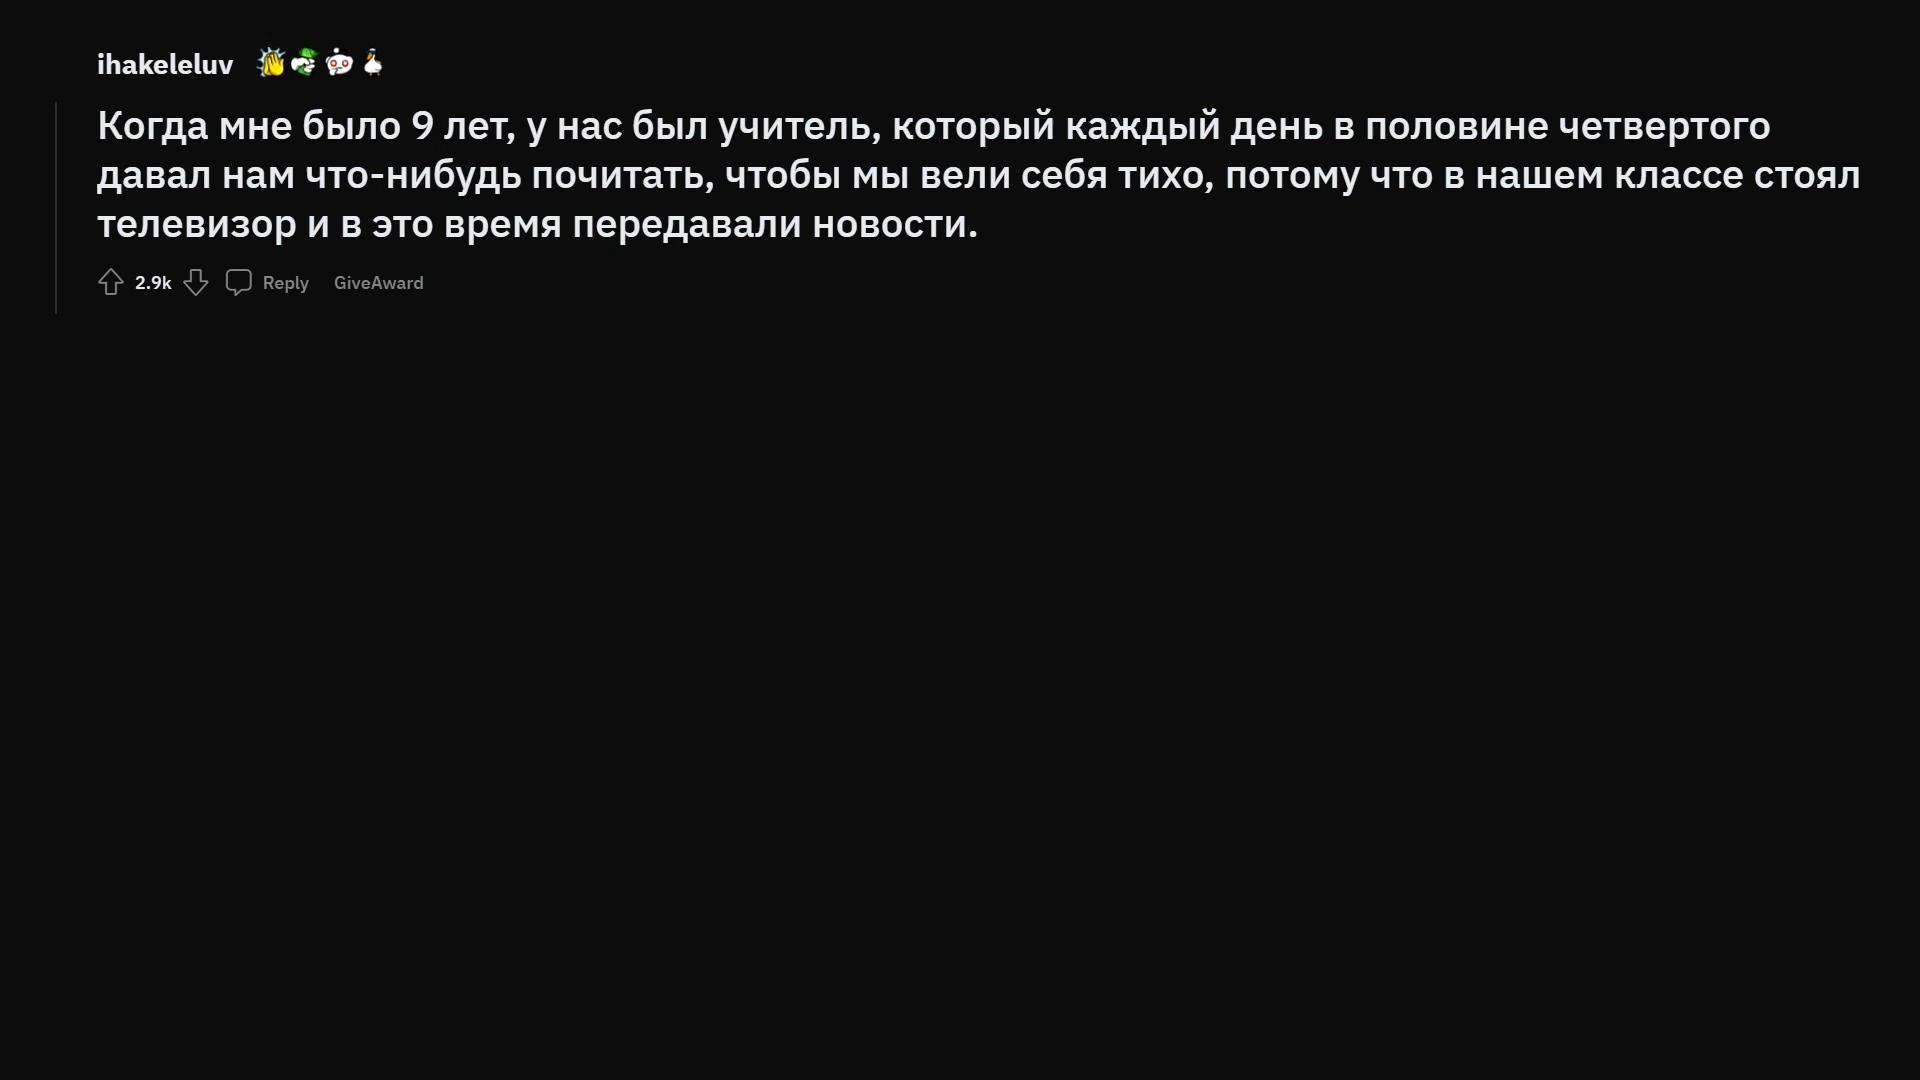 ihakeleluv
Когда мне было 9 лет, у нас был учитель, который каждый день в половине четвертого
давал нам что-нибудь почитать, чтобы мы вели себя тихо, потому что в нашем классе стоял
телевизор и в это время передавали новости.
2.9k Reply GiveAward